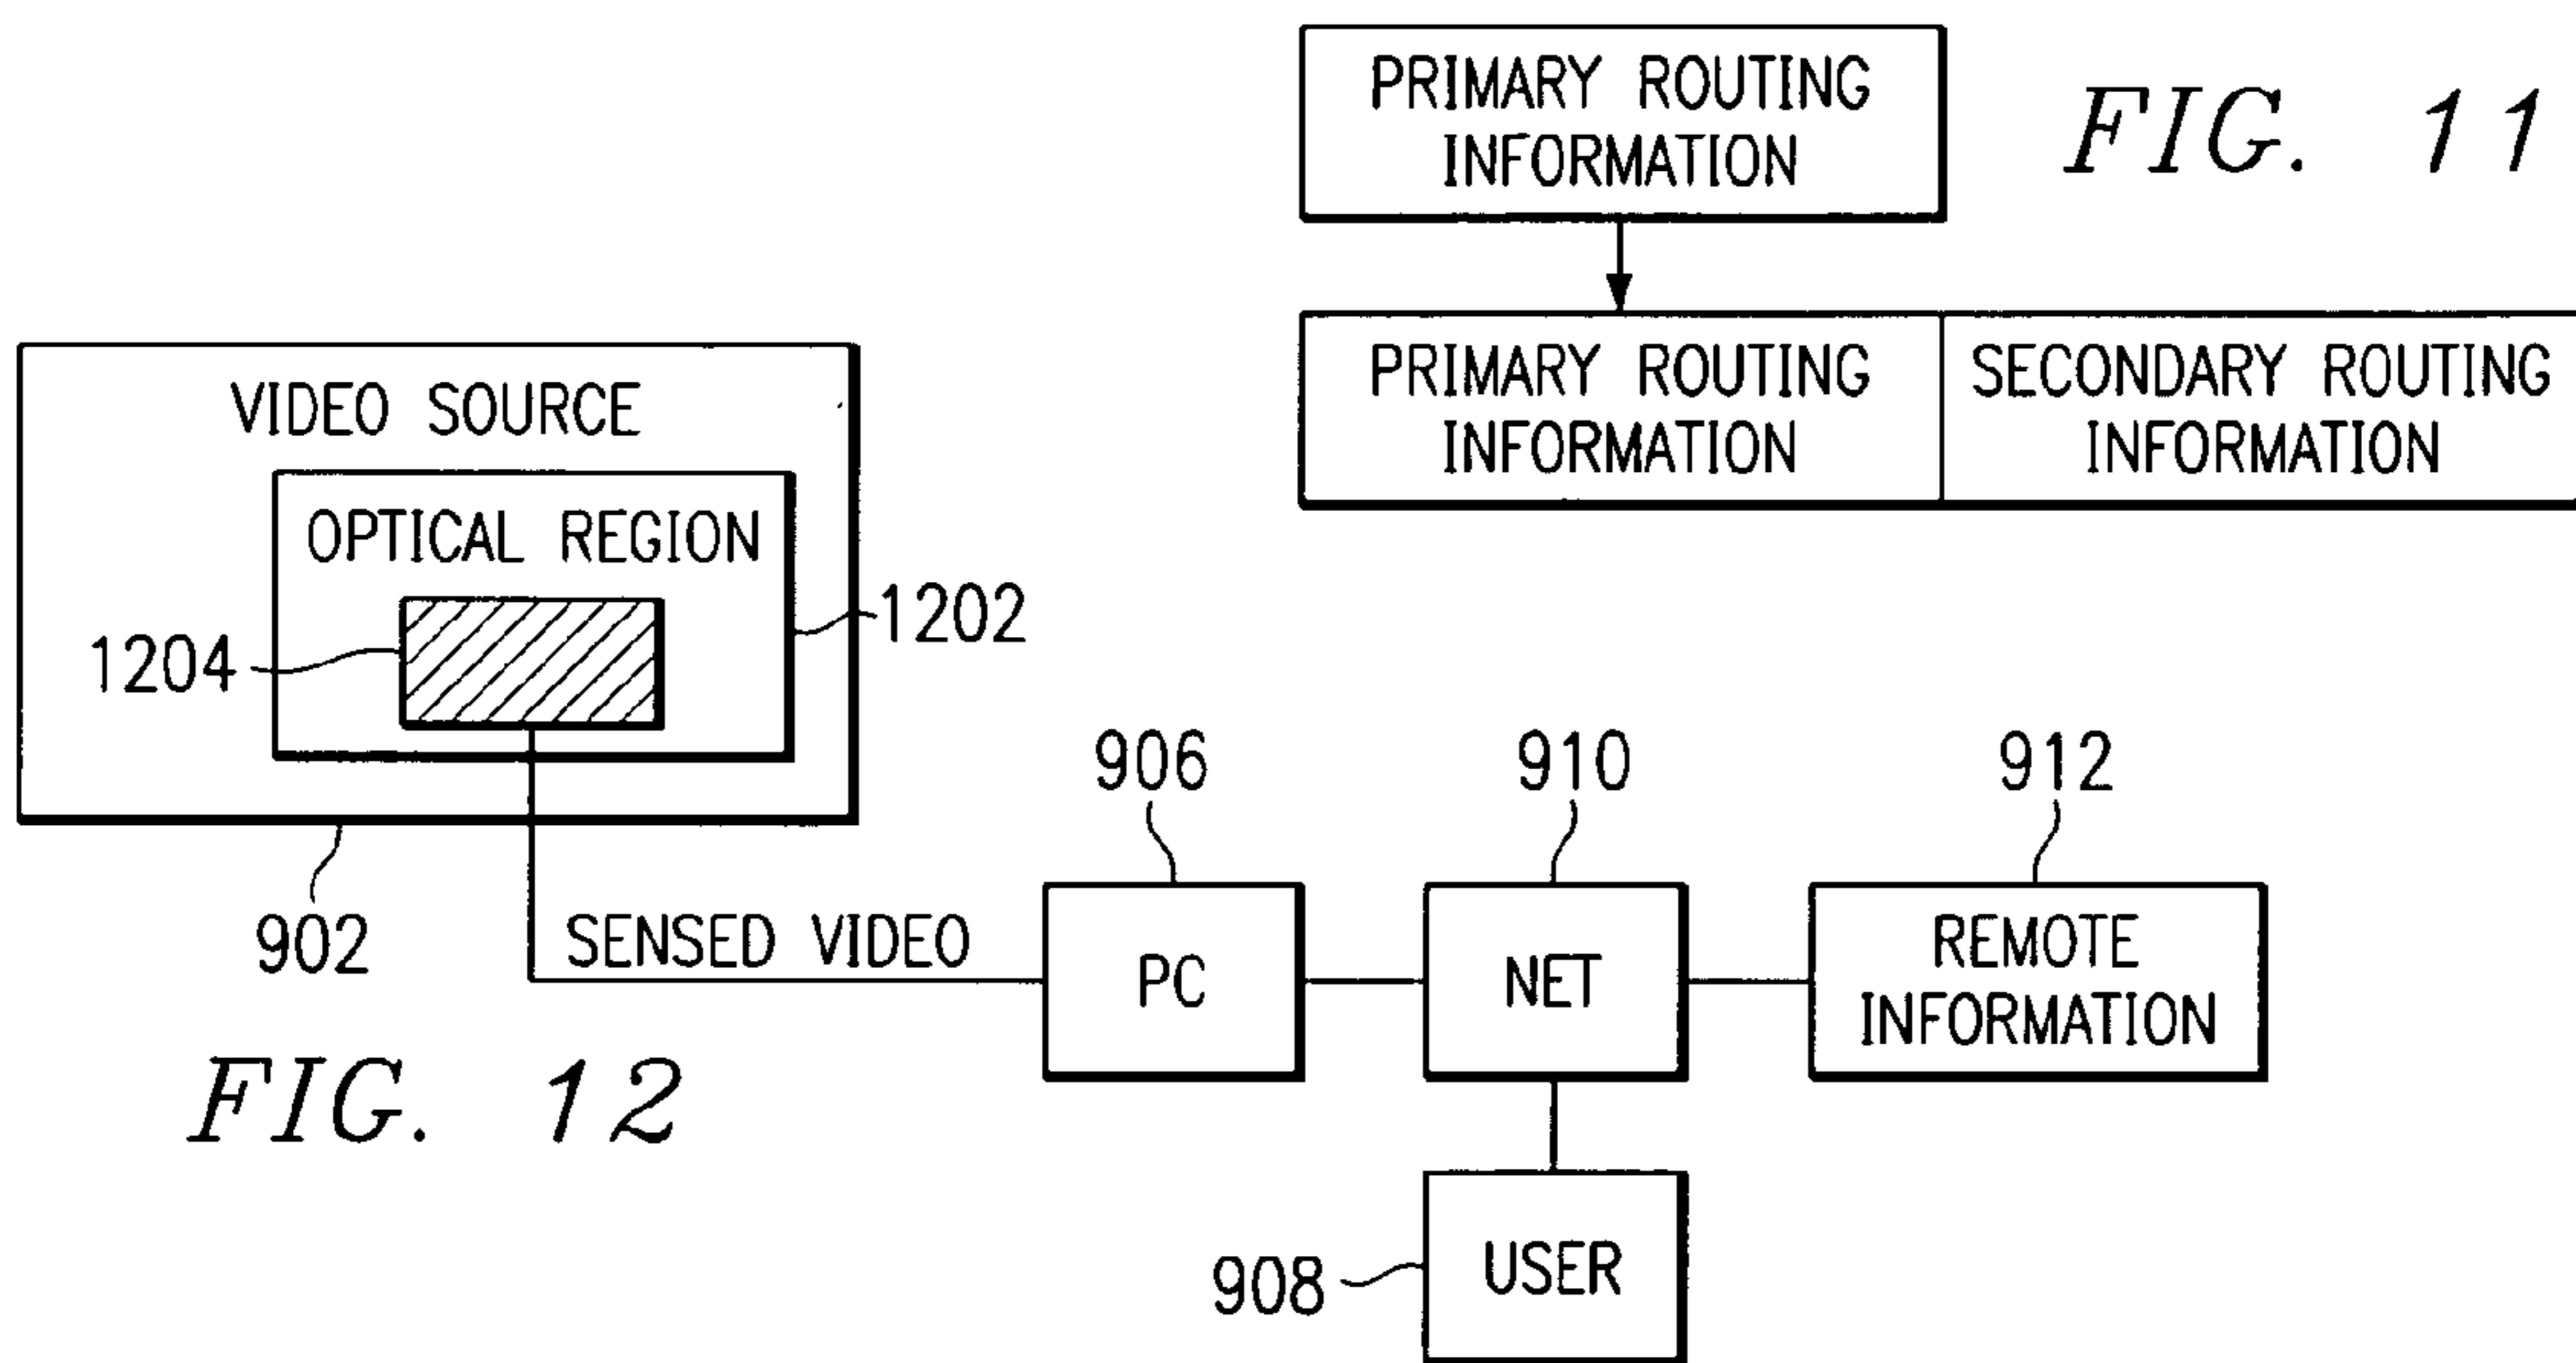 PRIMARY ROUTING
INFORMATION
FIG. 11
PRIMARY ROUTING
INFORMATION
SECONDARY ROUTING
INFORMATION
VIDEO SOURCE
OPTICAL REGION
1202
1204
902
SENSED VIDEO
906
PC
910
NET
912
REMOTE
INFORMATION
908
USER
FIG. 12